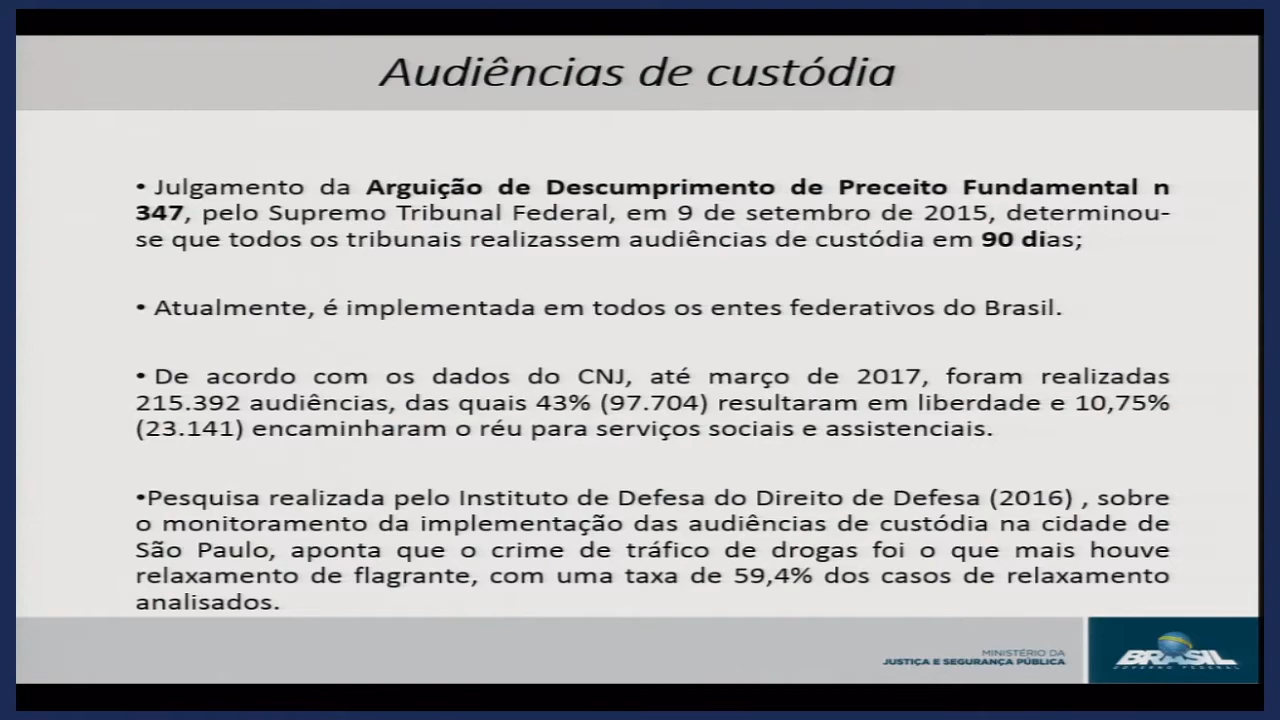 Audiências de custódia
• Julgamento da Arguição de Descumprimento de Preceito Fundamental n
347, pelo Supremo Tribunal Federal, em 9 de setembro de 2015, determinou-
se que todos os tribunais realizassem audiências de custódia em 90 dias;
• Atualmente, é implementada em todos os entes federativos do Brasil.
• De acordo com os dados do CNJ, até março de 2017, foram realizadas
215.392 audiências, das quais 43% (97.704) resultaram em liberdade e 10,75%
(23.141) encaminharam o réu para serviços sociais e assistenciais.
•Pesquisa realizada pelo Instituto de Defesa do Direito de Defesa (2016) , sobre
o monitoramento da implementação das audiências de custódia na cidade de
São Paulo, aponta que o crime de tráfico de drogas foi o que mais houve
relaxamento de flagrante, com uma taxa de 59,4% dos casos de relaxamento
analisados.
MINISTÉRIO DA
JUSTIÇA E SEGURANÇA PÚBLICA
BRASIL
GOVERNO FEDERAL